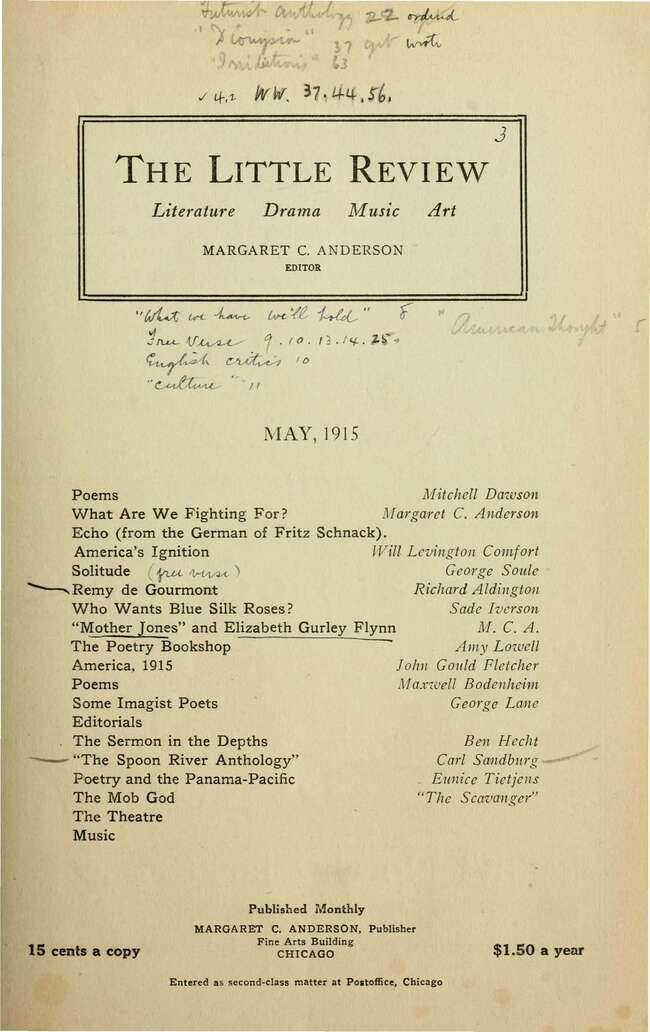 Futurist anthology 22 ordered
"Dionysian" 37 get wrote
"Irridations" 63
✓ 4.2 WW. 37.44.56.
3
THE LITTLE REVIEW
Literature Drama Music Art
MARGARET C. ANDERSON
EDITOR
"What we have we'll hold" 8
"American Thought" 5
Free Verse 9.10.13.14.25.
English critics 10
"culture" 11
MAY, 1915
Poems Mitchell Dawson
What Are We Fighting For? Margaret C. Anderson
Echo (from the German of Fritz Schnack).
America's Ignition Will Levington Comfort
Solitude (free verse) George Soule
Remy de Gourmont Richard Aldington
Who Wants Blue Silk Roses? Sade Iverson
"Mother Jones" and Elizabeth Gurley Flynn M. C. A.
The Poetry Bookshop Amy Lowell
America, 1915 John Gould Fletcher
Poems Maxwell Bodenheim
Some Imagist Poets George Lane
Editorials
The Sermon in the Depths Ben Hecht
"The Spoon River Anthology" Carl Sandburg
Poetry and the Panama-Pacific Eunice Tietjens
The Mob God "The Scavanger"
The Theatre
Music
Published Monthly
MARGARET C. ANDERSON, Publisher
Fine Arts Building
CHICAGO
15 cents a copy
$1.50 a year
Entered as second-class matter at Postoffice, Chicago